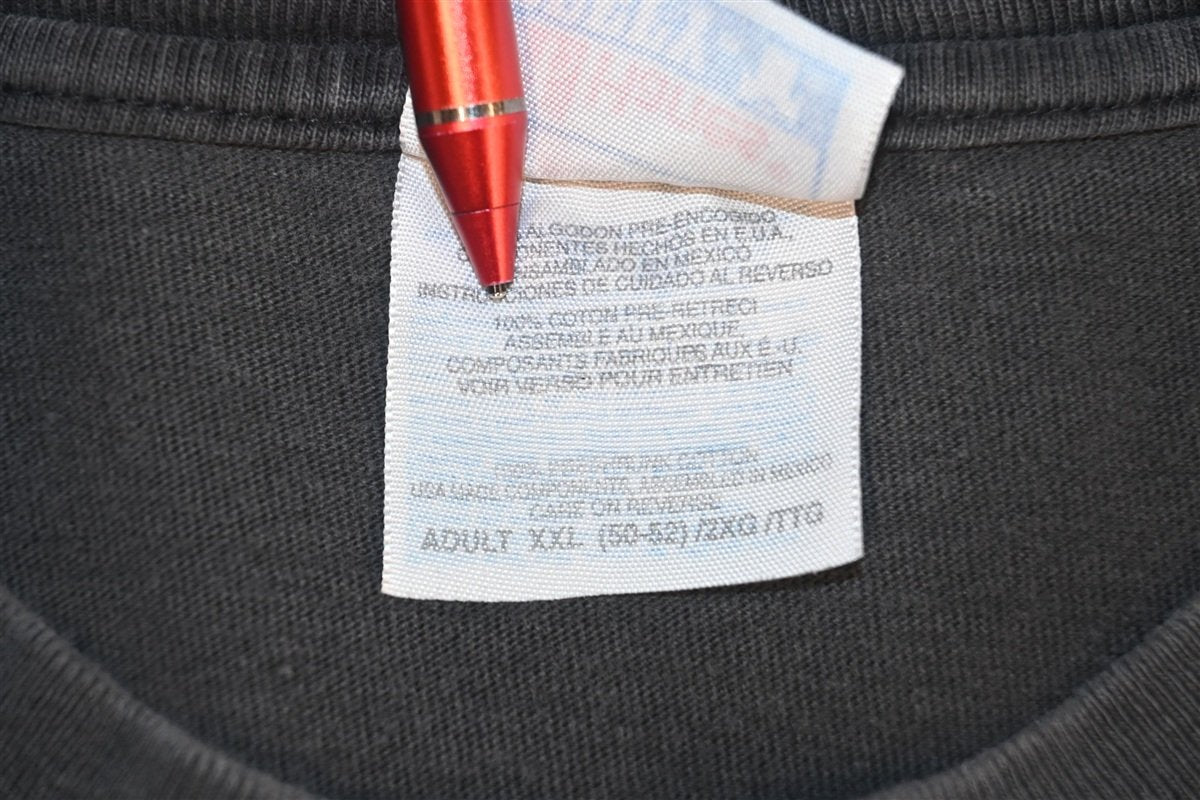 ALGODON PRE-ENCOGIDO,
HECHOS EN E.U.A.,
EN MEXICO
DE CUIDADO AL REVERSO
100% COTON PRE-RETRECI
ASSEMBLE AU MEXIQUE,
COMPOSANTS FABRIQUES AUX E.-U.
VOIR VERSO POUR ENTRETIEN
100% PRESHRUNK COTTON
USA MADE COMPONENTS, ASSEMBLED IN MEXICO
CARE ON REVERSE
ADULT XXL (50-52) /2XG /TTG